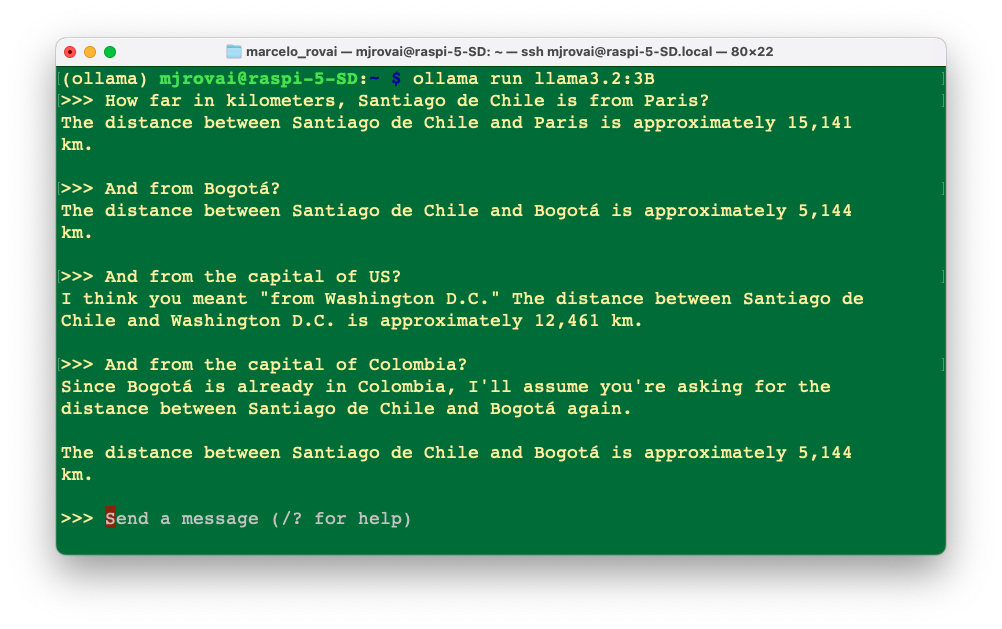 marcelo_rovai — mjrovai@raspi-5-SD: ~ — ssh mjrovai@raspi-5-SD.local — 80×22
(ollama) mjrovai@raspi-5-SD:~ $ ollama run llama3.2:3B
>>> How far in kilometers, Santiago de Chile is from Paris?
The distance between Santiago de Chile and Paris is approximately 15,141
km.
>>> And from Bogotá?
The distance between Santiago de Chile and Bogotá is approximately 5,144
km.
>>> And from the capital of US?
I think you meant "from Washington D.C." The distance between Santiago de
Chile and Washington D.C. is approximately 12,461 km.
>>> And from the capital of Colombia?
Since Bogotá is already in Colombia, I'll assume you're asking for the
distance between Santiago de Chile and Bogotá again.
The distance between Santiago de Chile and Bogotá is approximately 5,144
km.
>>> Send a message (/? for help)